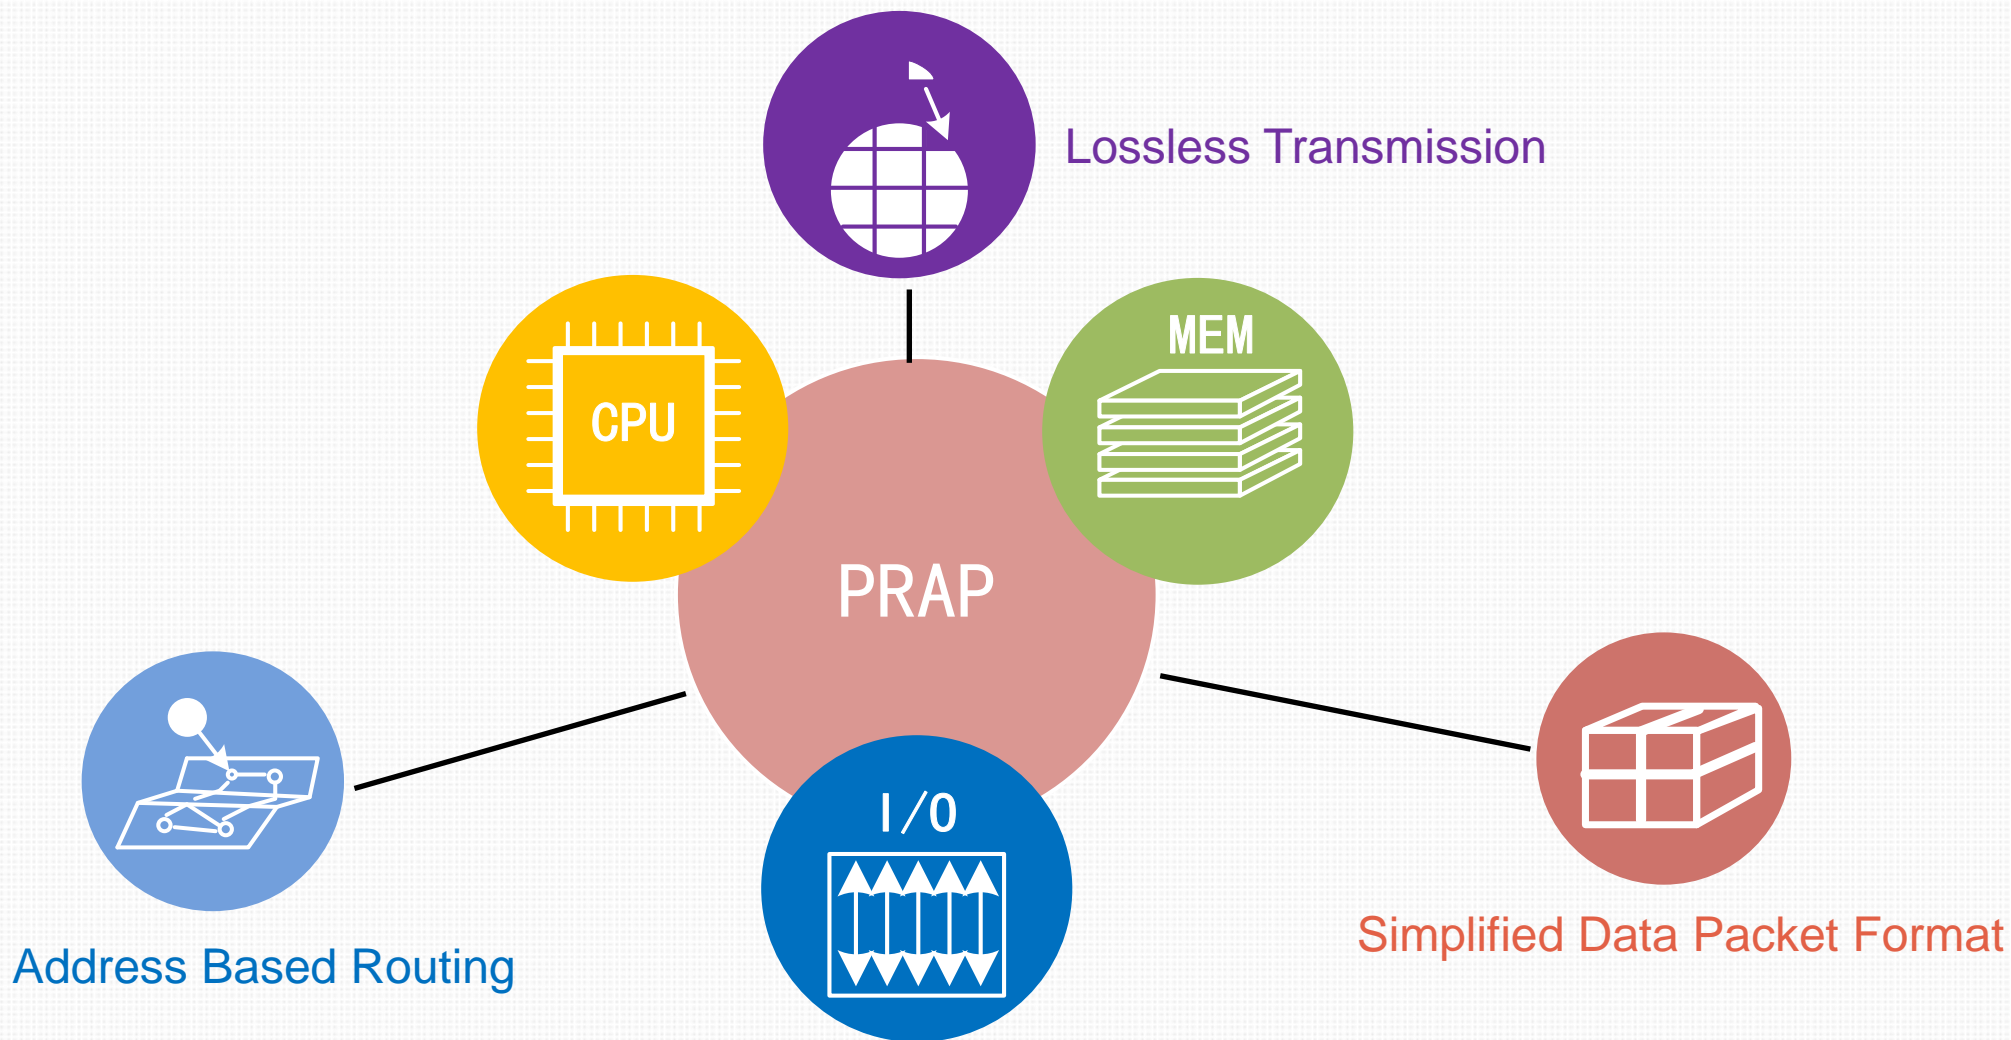 Lossless Transmission
MEM
CPU
PRAP
I/O
Simplified Data Packet Format
Address Based Routing